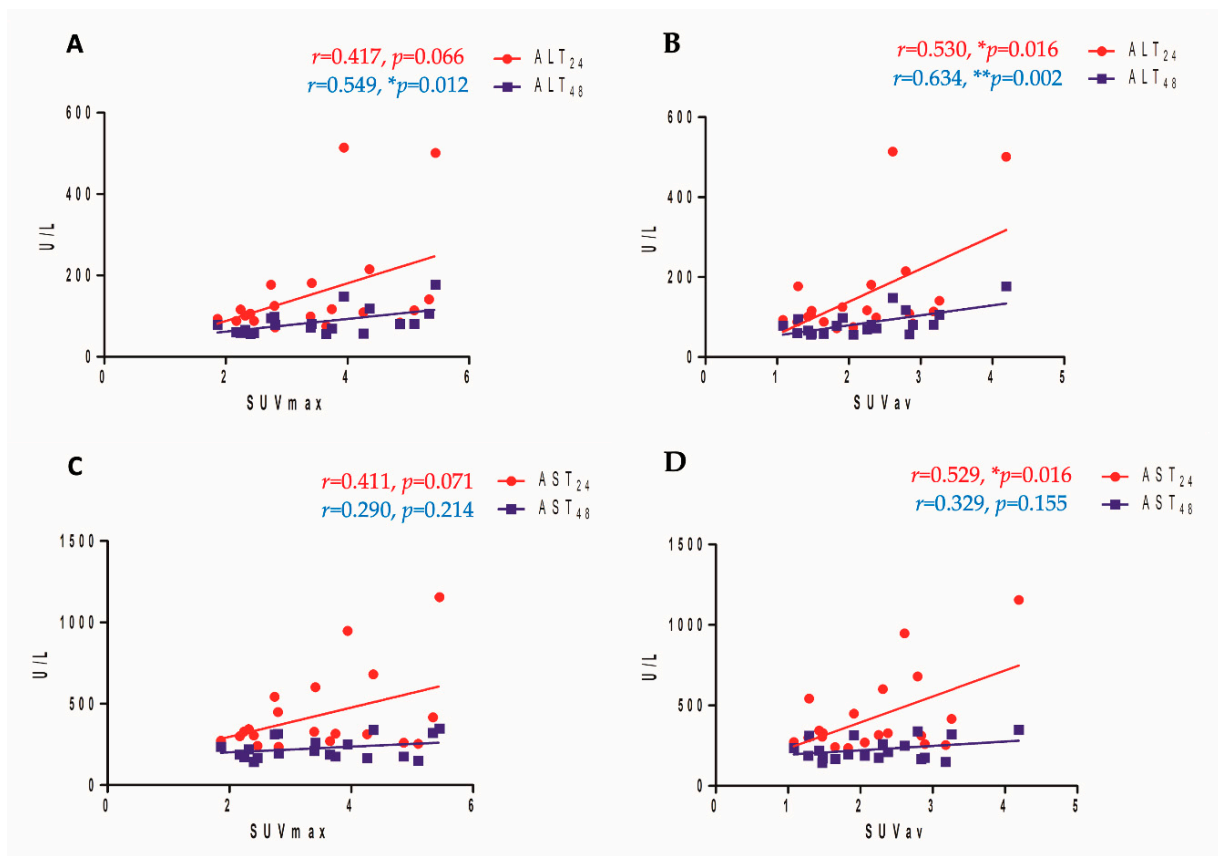 A
r=0.417, p=0.066
ALT24
r=0.549, *p=0.012
ALT48
600
400
200
0
U/L
0 2 4 6
SUVmax
B
r=0.530, *p=0.016
ALT24
r=0.634, **p=0.002
ALT48
600
400
200
0
U/L
0 1 2 3 4 5
SUVav
C
r=0.411, p=0.071
AST24
r=0.290, p=0.214
AST48
1500
1000
500
0
U/L
0 2 4 6
SUVmax
D
r=0.529, *p=0.016
AST24
r=0.329, p=0.155
AST48
1500
1000
500
0
U/L
0 1 2 3 4 5
SUVav